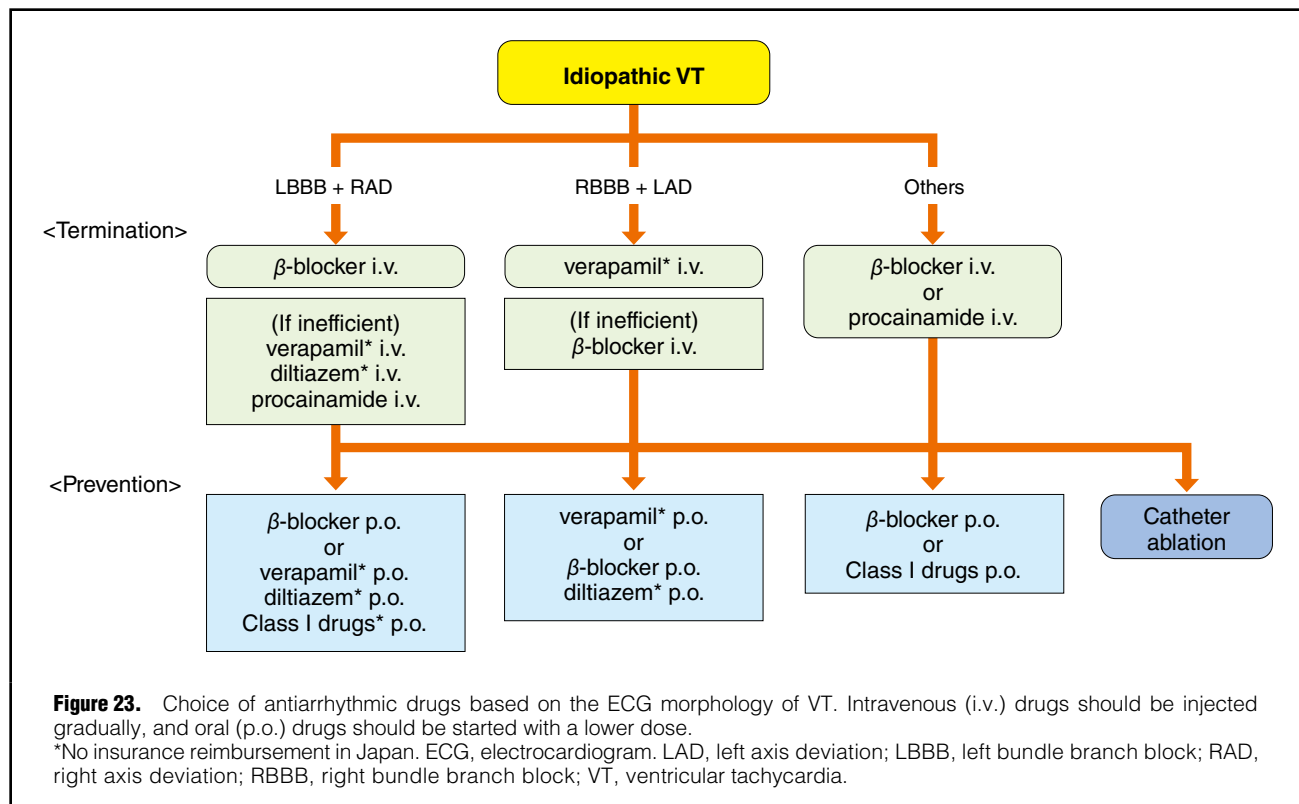 Idiopathic VT
LBBB + RAD
RBBB + LAD
Others
<Termination>
β-blocker i.v.
(If inefficient)
verapamil* i.v.
diltiazem* i.v.
procainamide i.v.
verapamil* i.v.
(If inefficient)
β-blocker i.v.
β-blocker i.v.
or
procainamide i.v.
<Prevention>
β-blocker p.o.
or
verapamil* p.o.
diltiazem* p.o.
Class I drugs* p.o.
verapamil* p.o.
or
β-blocker p.o.
diltiazem* p.o.
β-blocker p.o.
or
Class I drugs p.o.
Catheter
ablation
Figure 23. Choice of antiarrhythmic drugs based on the ECG morphology of VT. Intravenous (i.v.) drugs should be injected
gradually, and oral (p.o.) drugs should be started with a lower dose.
*No insurance reimbursement in Japan. ECG, electrocardiogram. LAD, left axis deviation; LBBB, left bundle branch block; RAD,
right axis deviation; RBBB, right bundle branch block; VT, ventricular tachycardia.